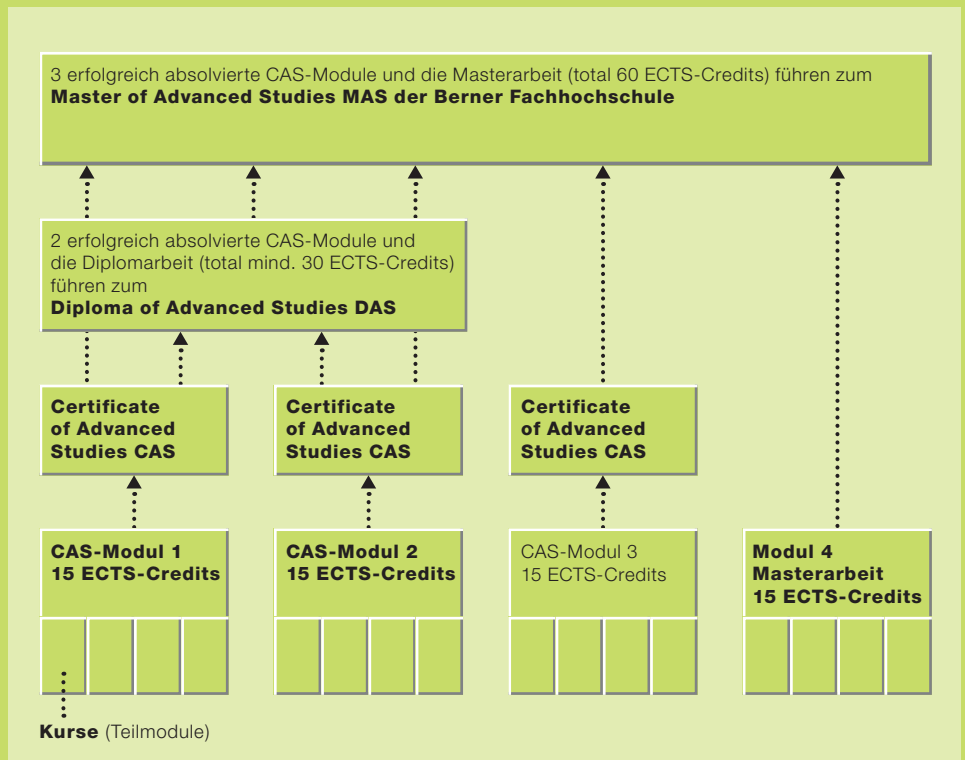 3 erfolgreich absolvierte CAS-Module und die Masterarbeit (total 60 ECTS-Credits) führen zum
Master of Advanced Studies MAS der Berner Fachhochschule
2 erfolgreich absolvierte CAS-Module und
die Diplomarbeit (total mind. 30 ECTS-Credits)
führen zum
Diploma of Advanced Studies DAS
Certificate
of Advanced
Studies CAS
Certificate
of Advanced
Studies CAS
Certificate
of Advanced
Studies CAS
CAS-Modul 1
15 ECTS-Credits
CAS-Modul 2
15 ECTS-Credits
CAS-Modul 3
15 ECTS-Credits
Modul 4
Masterarbeit
15 ECTS-Credits
Kurse (Teilmodule)